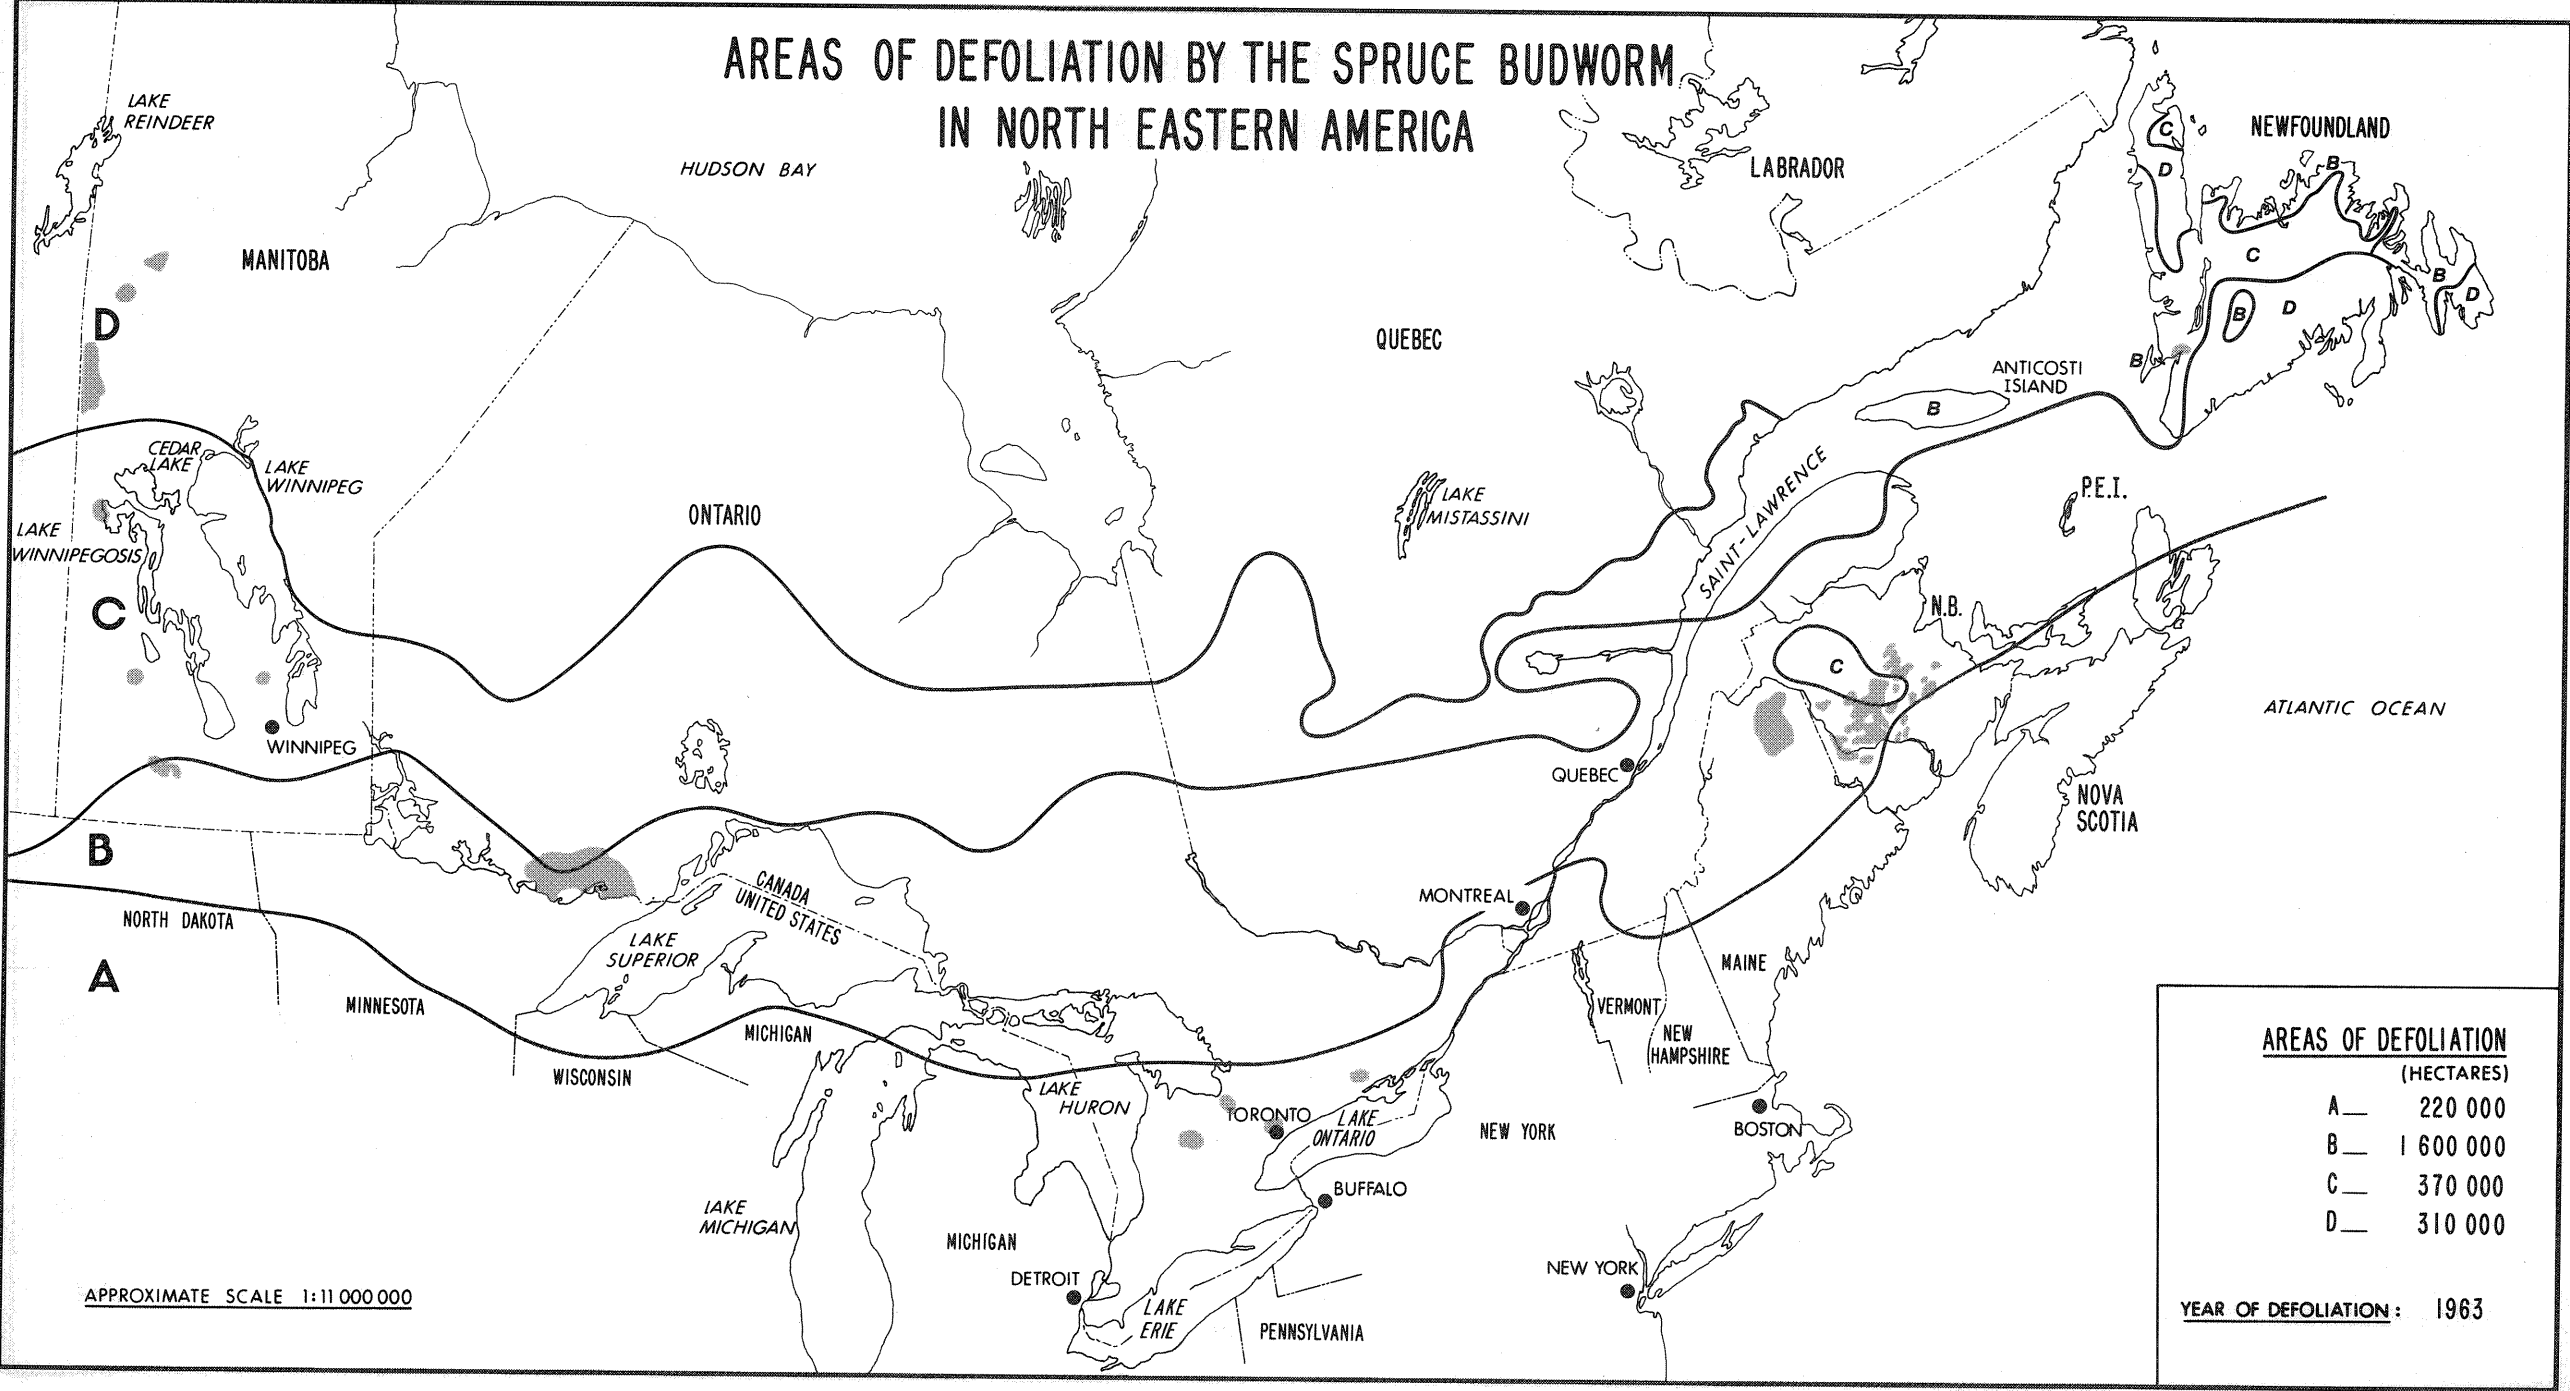 AREAS OF DEFOLIATION BY THE SPRUCE BUDWORM
IN NORTH EASTERN AMERICA
LAKE
REINDEER
HUDSON BAY
MANITOBA
LABRADOR
NEWFOUNDLAND
C
D
B
C
B
D
B
D
B
D
QUEBEC
ANTICOSTI
ISLAND
B
CEDAR
LAKE
LAKE
WINNIPEG
LAKE
WINNIPEGOSIS
ONTARIO
LAKE
MISTASSINI
SAINT-LAWRENCE
P.E.I.
N.B.
C
C
WINNIPEG
QUEBEC
ATLANTIC OCEAN
NOVA
SCOTIA
B
CANADA
UNITED STATES
MONTREAL
NORTH DAKOTA
LAKE
SUPERIOR
A
MINNESOTA
MICHIGAN
WISCONSIN
MAINE
VERMONT
NEW
HAMPSHIRE
LAKE
HURON
TORONTO
LAKE
ONTARIO
NEW YORK
BOSTON
BUFFALO
LAKE
MICHIGAN
MICHIGAN
DETROIT
LAKE
ERIE
PENNSYLVANIA
NEW YORK
APPROXIMATE SCALE 1:11 000 000
AREAS OF DEFOLIATION
(HECTARES)
A__ 220 000
B__ 1 600 000
C__ 370 000
D__ 310 000
YEAR OF DEFOLIATION: 1963